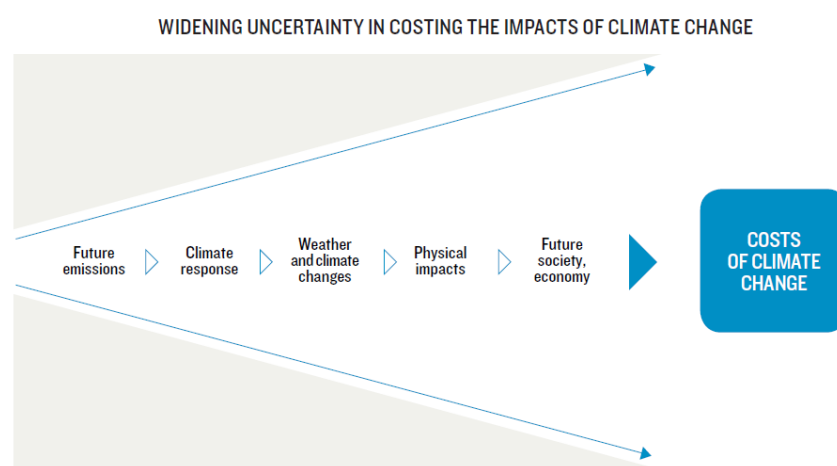 WIDENING UNCERTAINTY IN COSTING THE IMPACTS OF CLIMATE CHANGE
Future
emissions
Climate
response
Weather
and climate
changes
Physical
impacts
Future
society,
economy
COSTS
OF CLIMATE
CHANGE